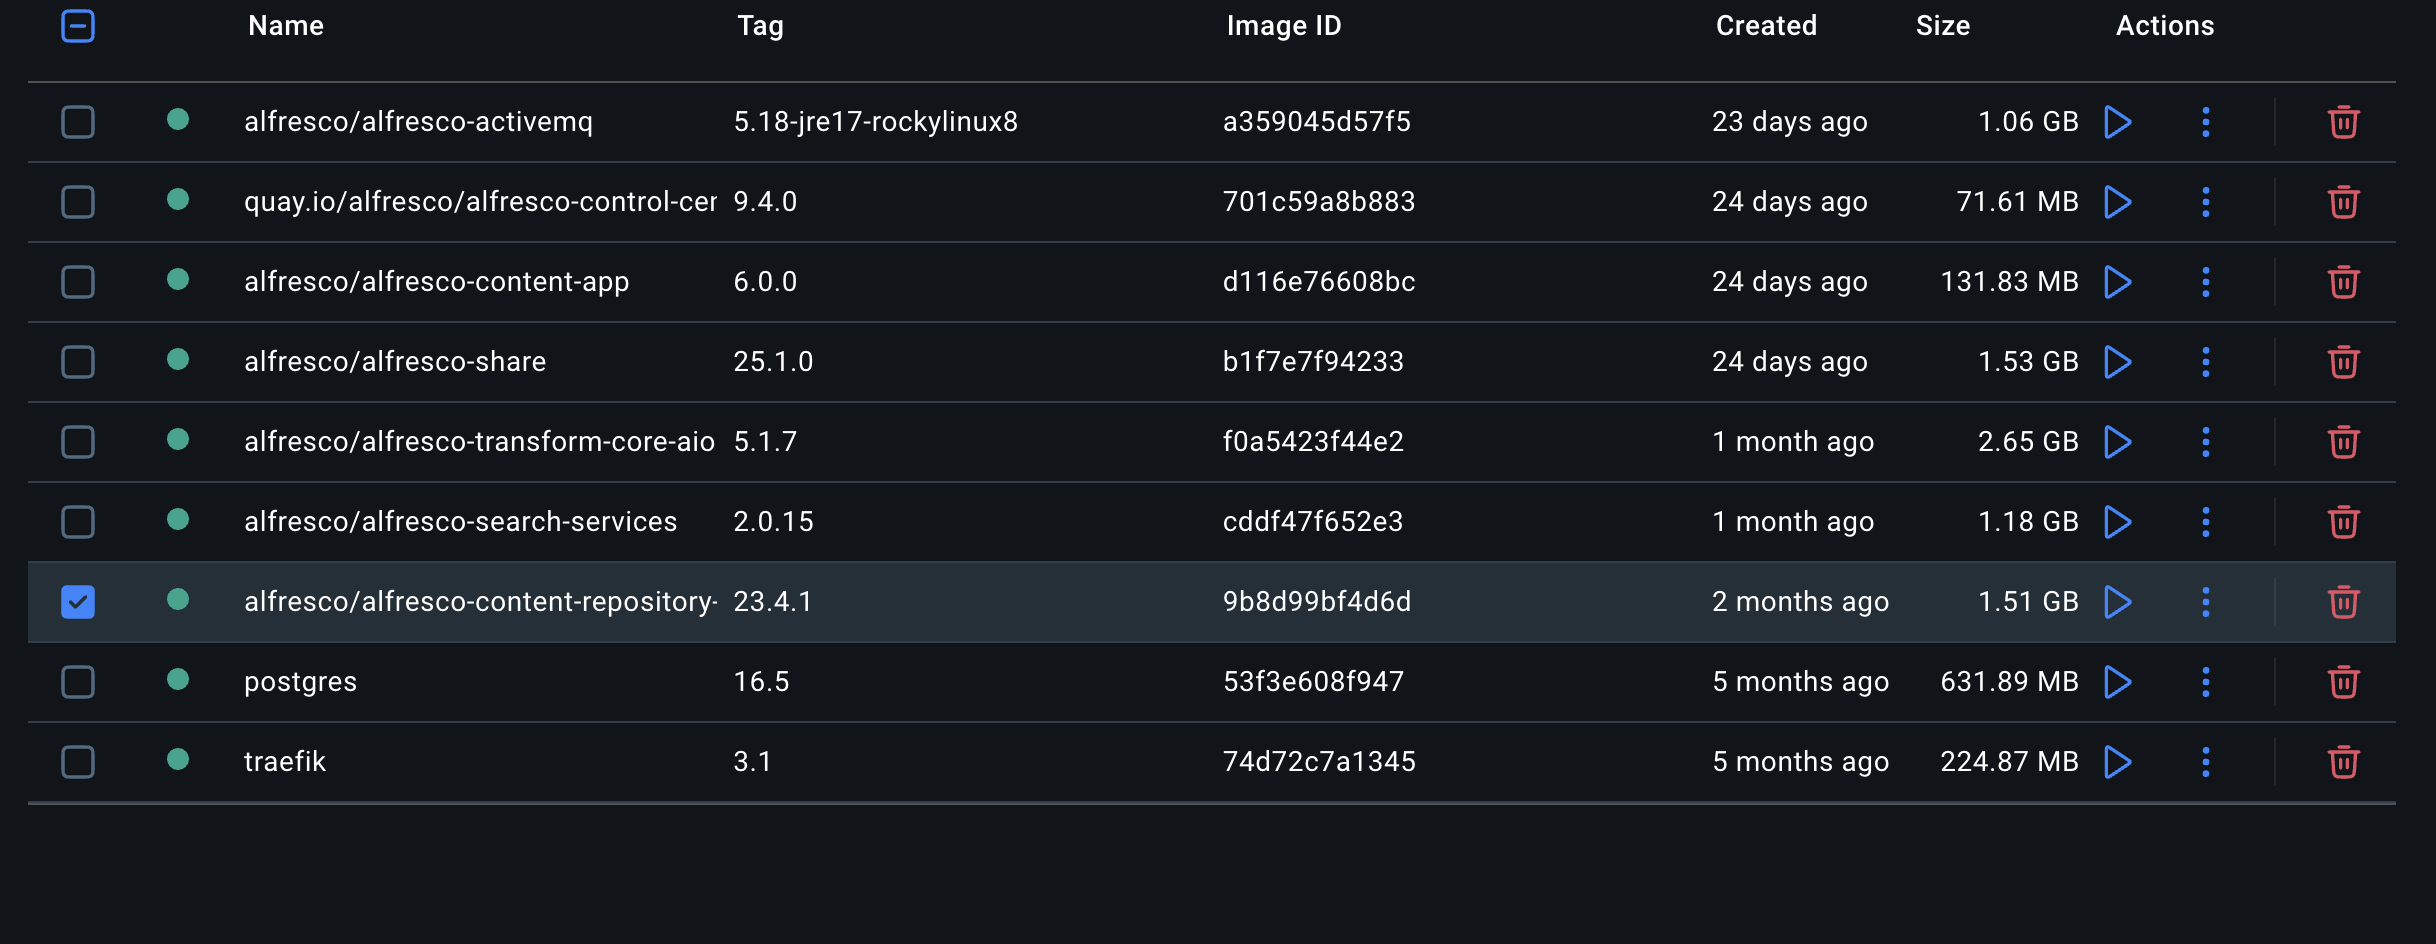 Name Tag Image ID Created Size Actions
alfresco/alfresco-activemq 5.18-jre17-rockylinux8 a359045d57f5 23 days ago 1.06 GB
quay.io/alfresco/alfresco-control-cer 9.4.0 701c59a8b883 24 days ago 71.61 MB
alfresco/alfresco-content-app 6.0.0 d116e76608bc 24 days ago 131.83 MB
alfresco/alfresco-share 25.1.0 b1f7e7f94233 24 days ago 1.53 GB
alfresco/alfresco-transform-core-aio 5.1.7 f0a5423f44e2 1 month ago 2.65 GB
alfresco/alfresco-search-services 2.0.15 cddf47f652e3 1 month ago 1.18 GB
alfresco/alfresco-content-repository- 23.4.1 9b8d99bf4d6d 2 months ago 1.51 GB
postgres 16.5 53f3e608f947 5 months ago 631.89 MB
traefik 3.1 74d72c7a1345 5 months ago 224.87 MB